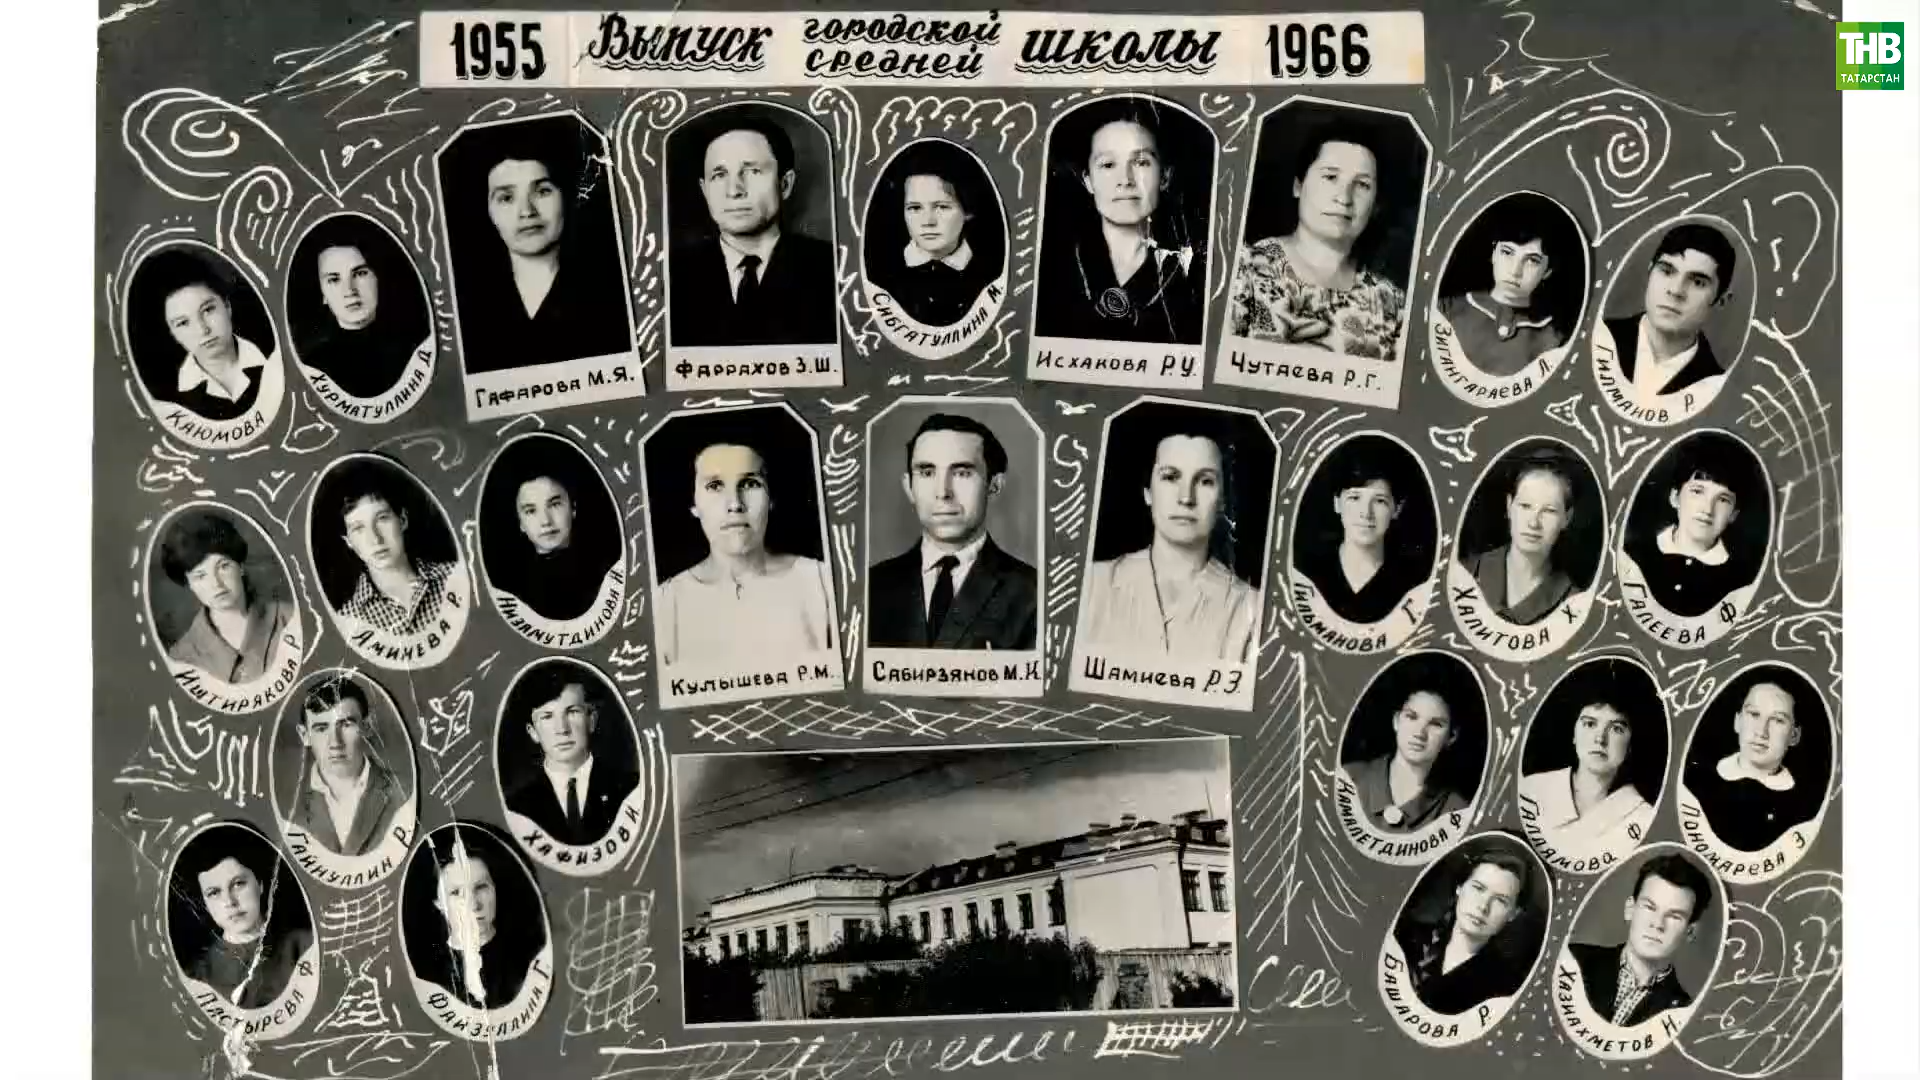 1955 Выпуск городской средней школы 1966
ТНВ
ТАТАРСТАН
Гафарова М.Я.
Фаррахов З.Ш.
Сибгатуллина М.
Исхакова Р.У.
Чутаева Р.Г.
Каюмова
Хурматуллина Д.
Зигангараева Л.
Гилманов Р.
Иштирякова Р.
Амичева Р.
Низамутдинова Н.
Кулышева Р.М.
Сабирзянов М.К.
Шамиева Р.Э.
Гильманова Г.
Халитова Х.
Галеева Ф.
Гайнуллин Р.
Хафизов И
Камалетдинова Ф.
Галлямова Ф.
Пономарева З.
Пастырева Ф.
Файзуллина Г.
Башарова Р.
Хазиахметов Н.